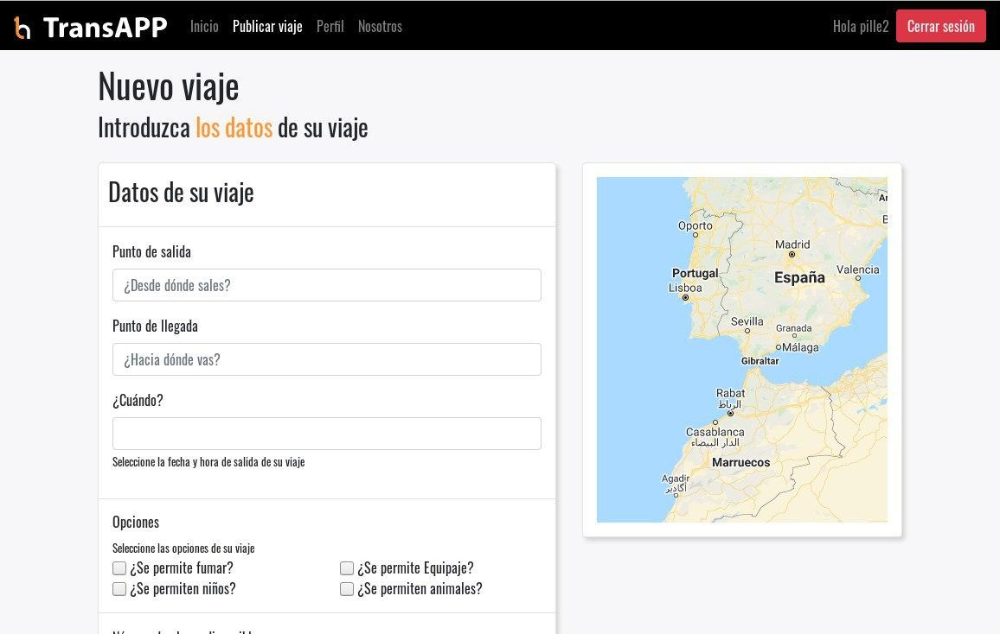 TransAPP Inicio Publicar viaje Perfil Nosotros Hola pille2 Cerrar sesión
Nuevo viaje
Introduzca los datos de su viaje
Datos de su viaje
Punto de salida
¿Desde dónde sales?
Punto de llegada
¿Hacia dónde vas?
¿Cuándo?
Seleccione la fecha y hora de salida de su viaje
Opciones
Seleccione las opciones de su viaje
¿Se permite fumar? ¿Se permite Equipaje?
¿Se permiten niños? ¿Se permiten animales?
Oporto
Madrid
Portugal
España
Valencia
Lisboa
Sevilla
Granada
Málaga
Gibraltar
Rabat
الرباط
Casablanca
الدار البيضاء
Marruecos
Agadir
أكادير